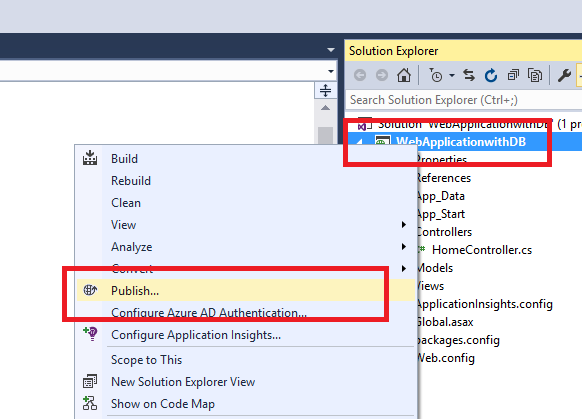 Solution Explorer
Search Solution Explorer (Ctrl+;)
Solution 'WebApplicationwithDB' (1 pr
WebApplicationwithDB
Properties
References
App_Data
App_Start
Controllers
HomeController.cs
Models
Views
ApplicationInsights.config
Global.asax
packages.config
Web.config
Build
Rebuild
Clean
View
Analyze
Convert
Publish...
Configure Azure AD Authentication...
Configure Application Insights...
Scope to This
New Solution Explorer View
Show on Code Map